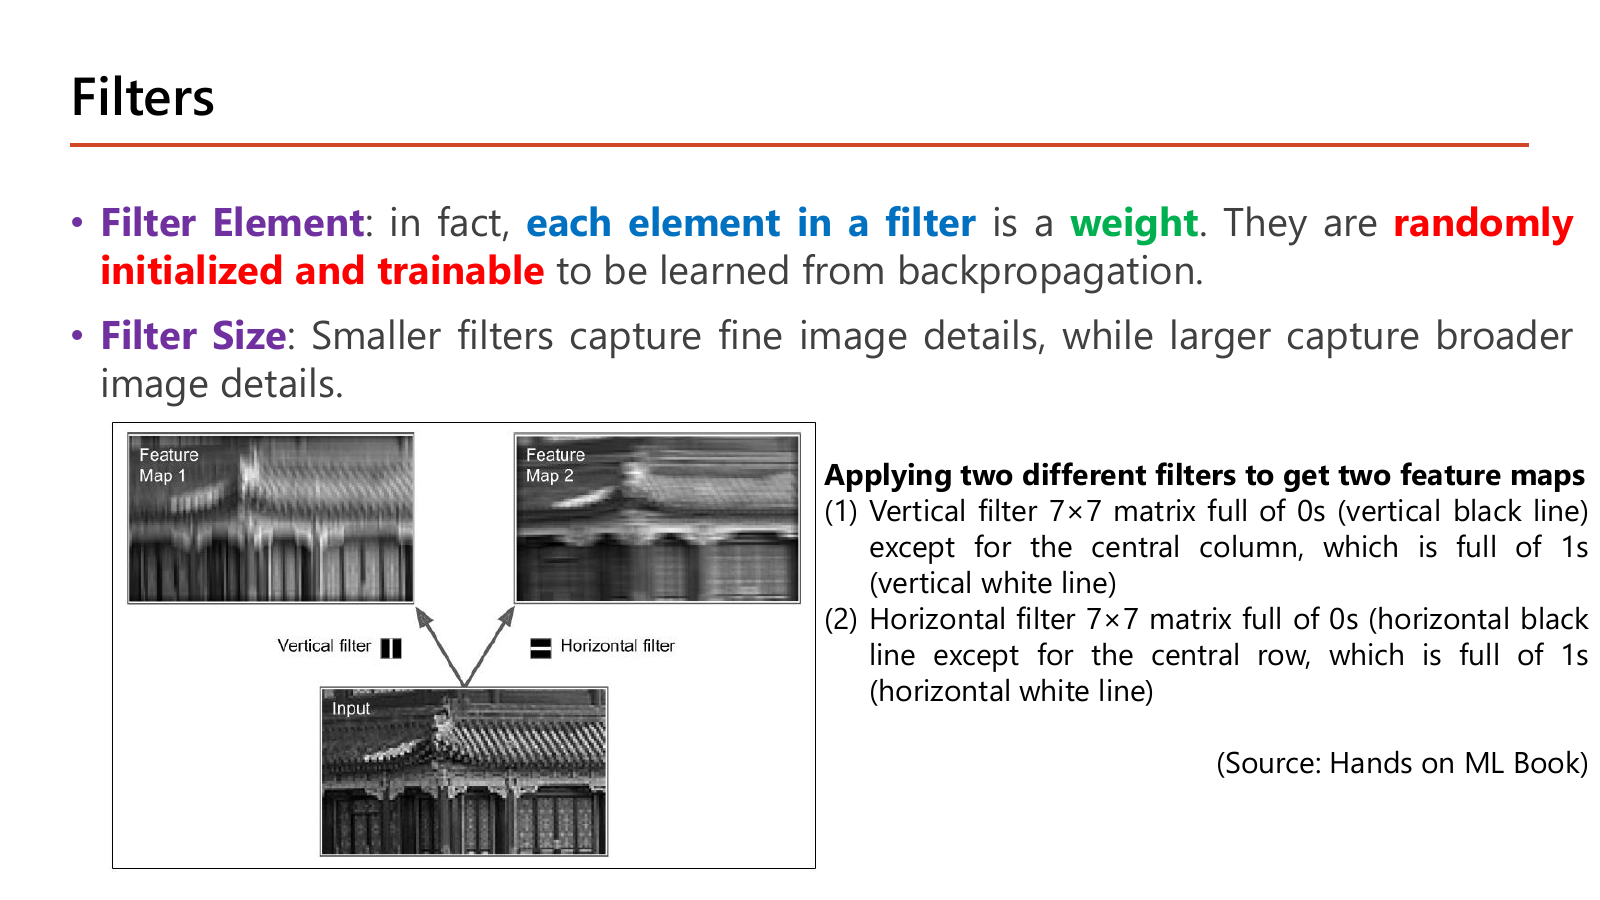 Filters
• Filter Element: in fact, each element in a filter is a weight. They are randomly
initialized and trainable to be learned from backpropagation.
• Filter Size: Smaller filters capture fine image details, while larger capture broader
image details.
Feature
Map 1
Feature
Map 2
Vertical filter
Horizontal filter
Input
Applying two different filters to get two feature maps
(1) Vertical filter 7×7 matrix full of 0s (vertical black line)
except for the central column, which is full of 1s
(vertical white line)
(2) Horizontal filter 7×7 matrix full of 0s (horizontal black
line except for the central row, which is full of 1s
(horizontal white line)
(Source: Hands on ML Book)